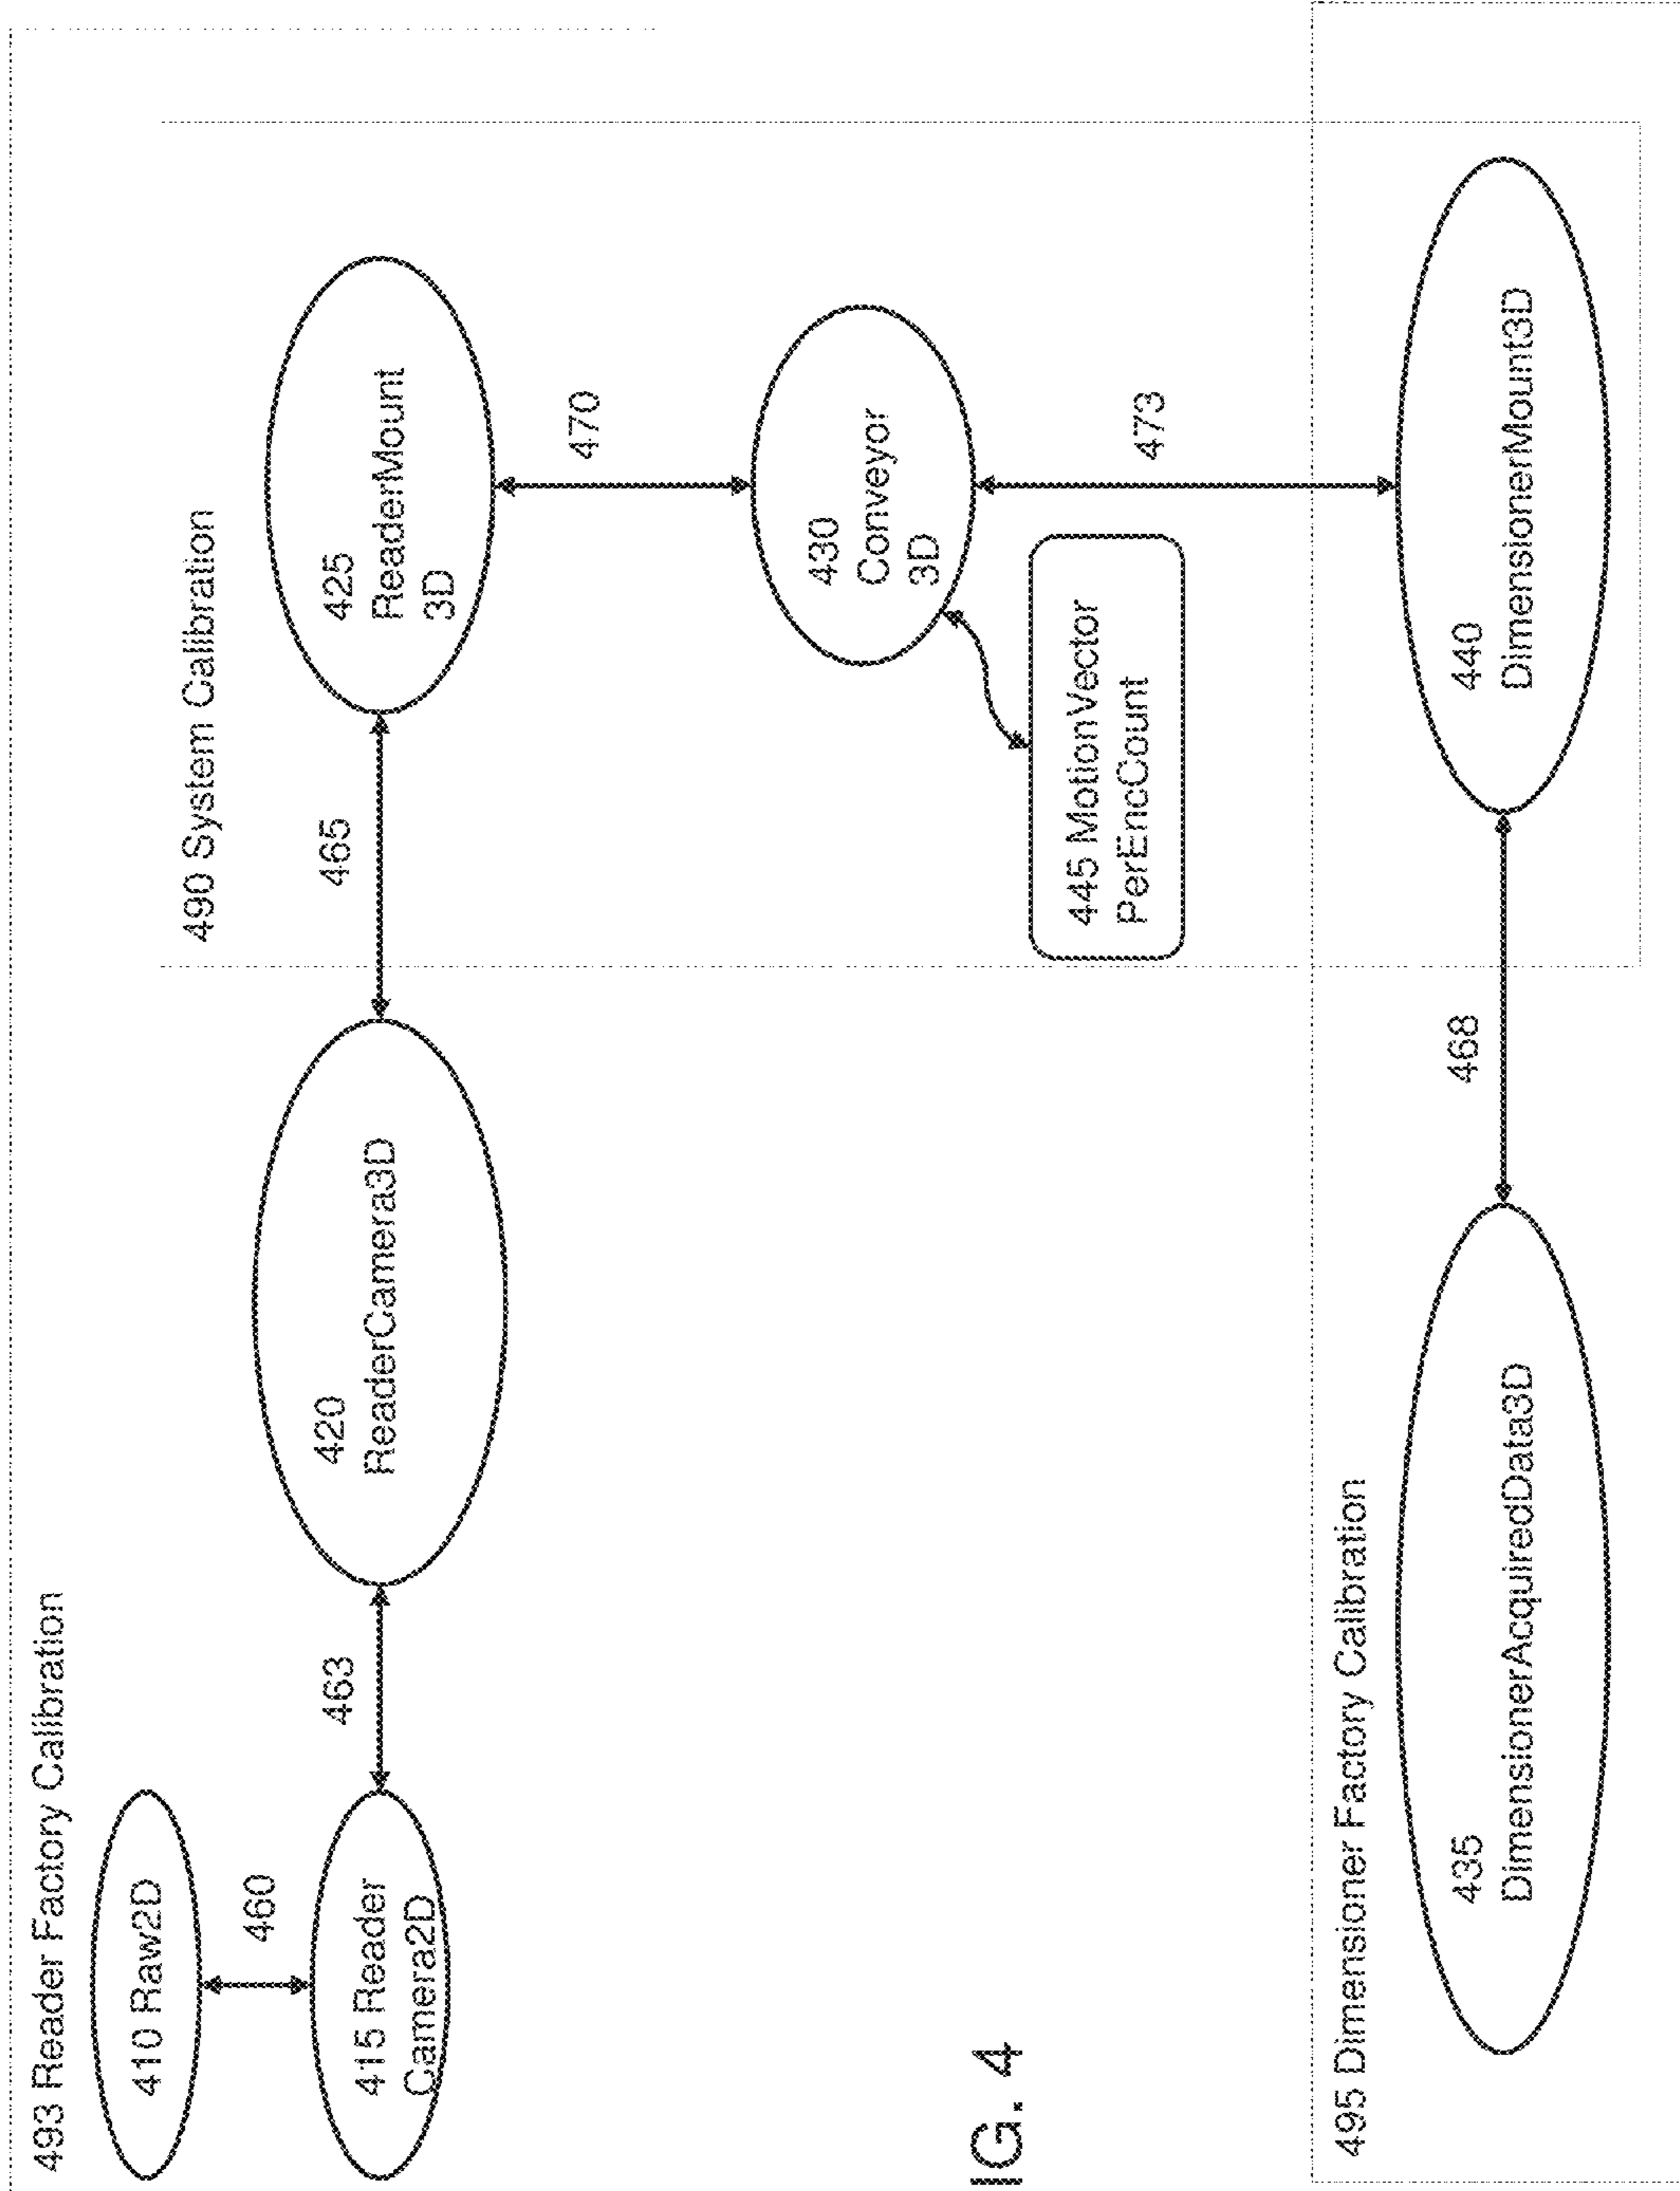 493 Reader Factory Calibration
410 Raw2D
460
415 Reader
Camera2D
463
420
ReaderCamera3D
465
490 System Calibration
425
ReaderMount
3D
470
430
Conveyor
3D
445 MotionVector
PerEncCount
473
495 Dimensioner Factory Calibration
435
DimensionerAcquiredData3D
468
440
DimensionerMount3D
IG. 4